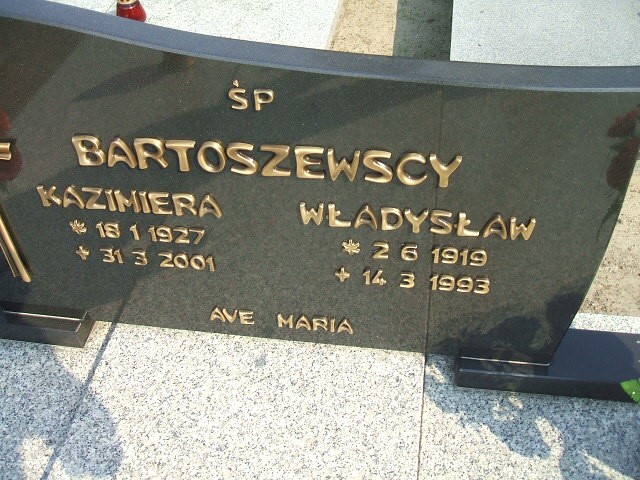 ŚP
BARTOSZEWSCY
KAZIMIERA
* 18 1 1927
+ 31 3 2001
WŁADYSŁAW
* 2 6 1919
+ 14 3 1993
AVE MARIA